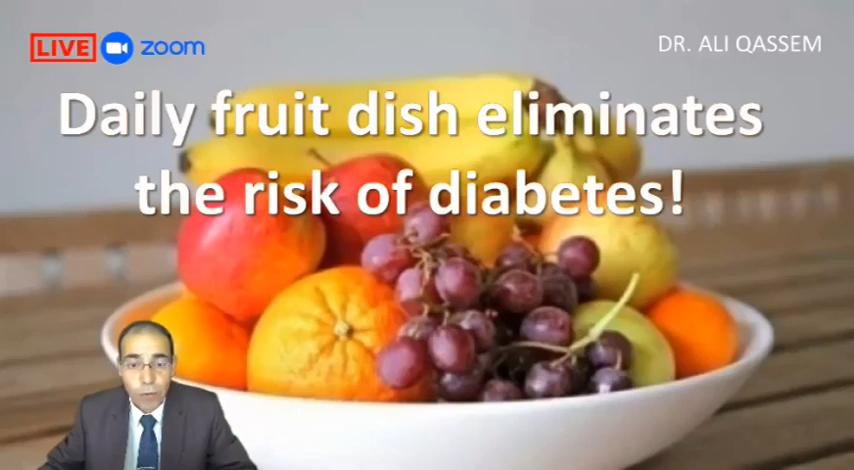 LIVE zoom
DR. ALI QASSEM
Daily fruit dish eliminates
the risk of diabetes!